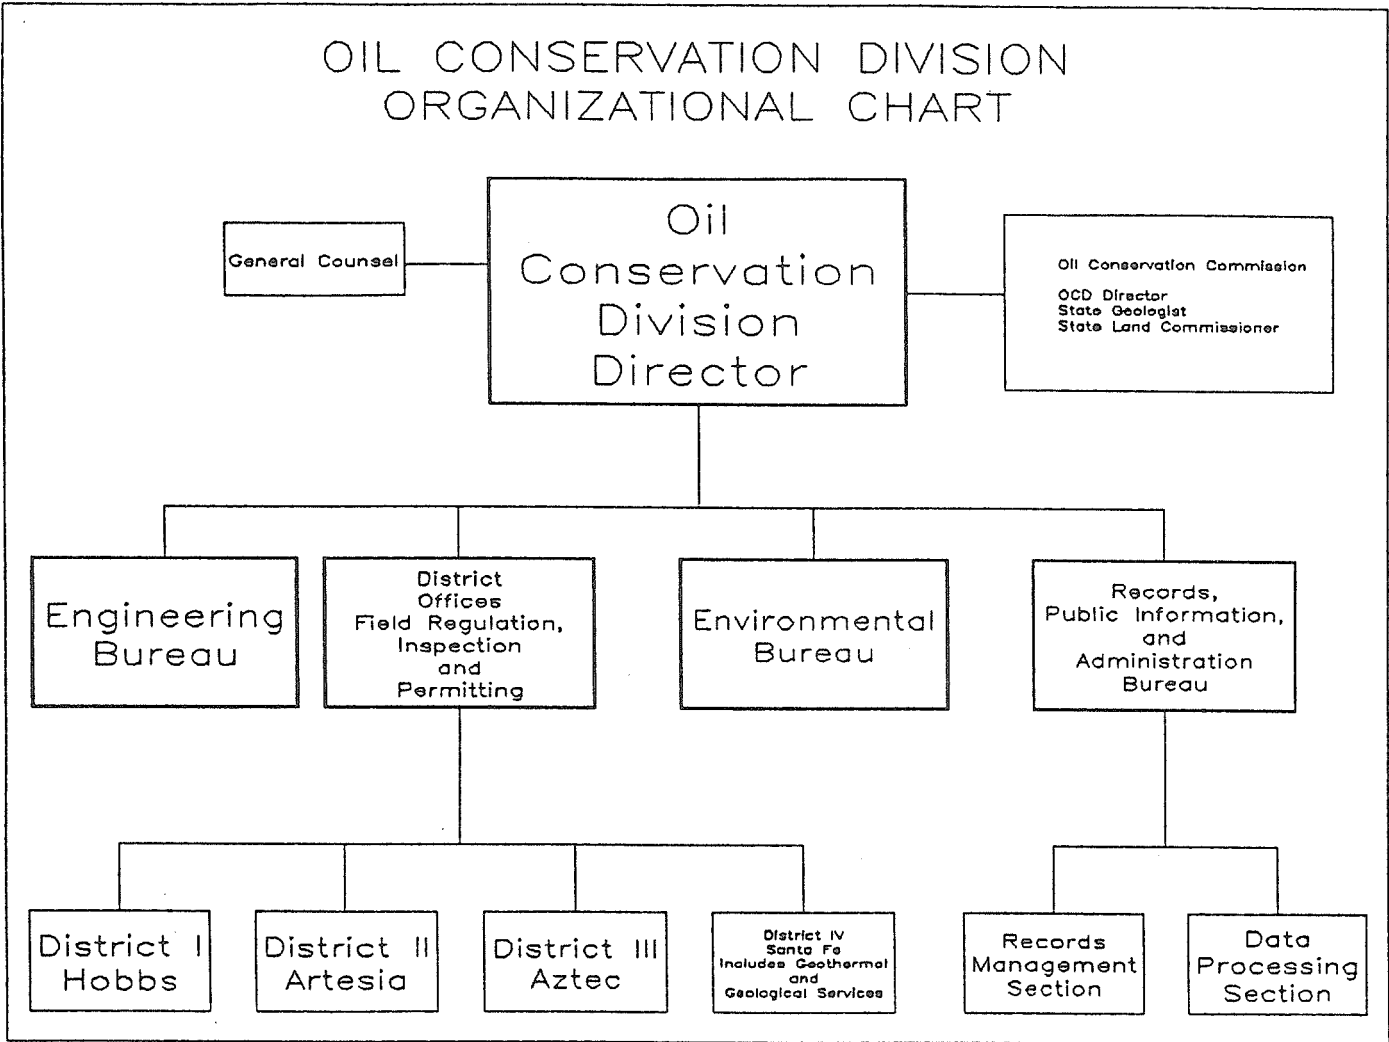 OIL CONSERVATION DIVISION
ORGANIZATIONAL CHART
Oil
Conservation
Division
Director
General Counsel
Oil Conservation Commission
OCD Director
State Geologist
State Land Commissioner
Engineering
Bureau
District
Offices
Field Regulation,
Inspection
and
Permitting
Environmental
Bureau
Records,
Public Information,
and
Administration
Bureau
District I
Hobbs
District II
Artesia
District III
Aztec
District IV
Santa Fe
Includes Geothermal
and
Geological Services
Records
Management
Section
Data
Processing
Section